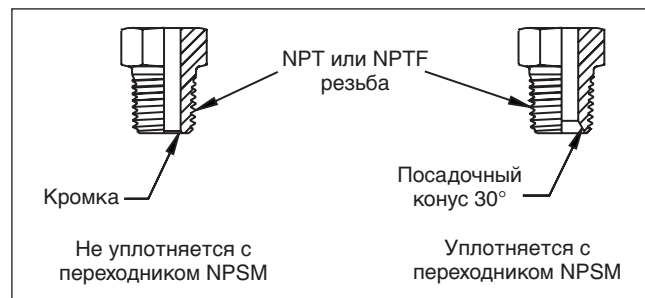 NPT или NPTF
резьба
Кромка
Посадочный
конус 30°
Не уплотняется с
переходником NPSM
Уплотняется с
переходником NPSM